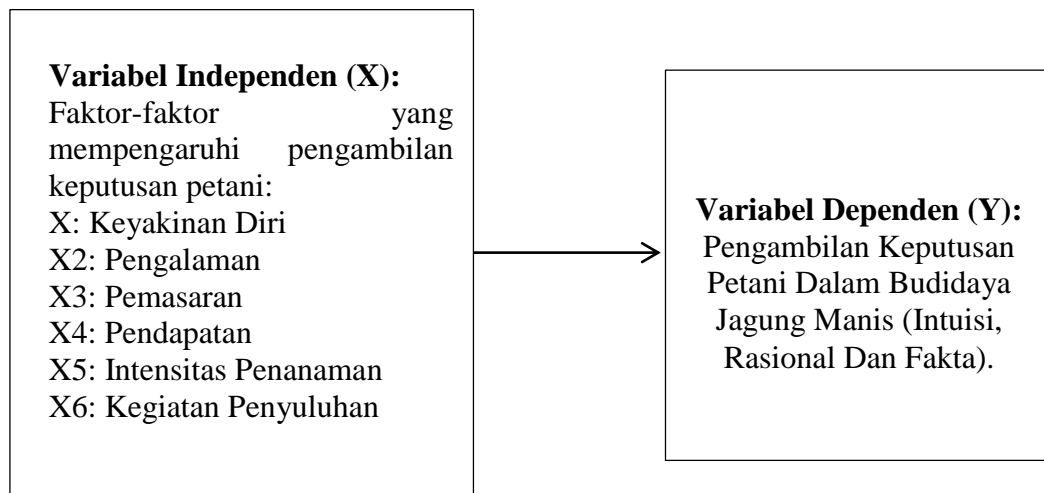 Variabel Independen (X):
Faktor-faktor yang
mempengaruhi pengambilan
keputusan petani:
X: Keyakinan Diri
X2: Pengalaman
X3: Pemasaran
X4: Pendapatan
X5: Intensitas Penanaman
X6: Kegiatan Penyuluhan
Variabel Dependen (Y):
Pengambilan Keputusan
Petani Dalam Budidaya
Jagung Manis (Intuisi,
Rasional Dan Fakta).